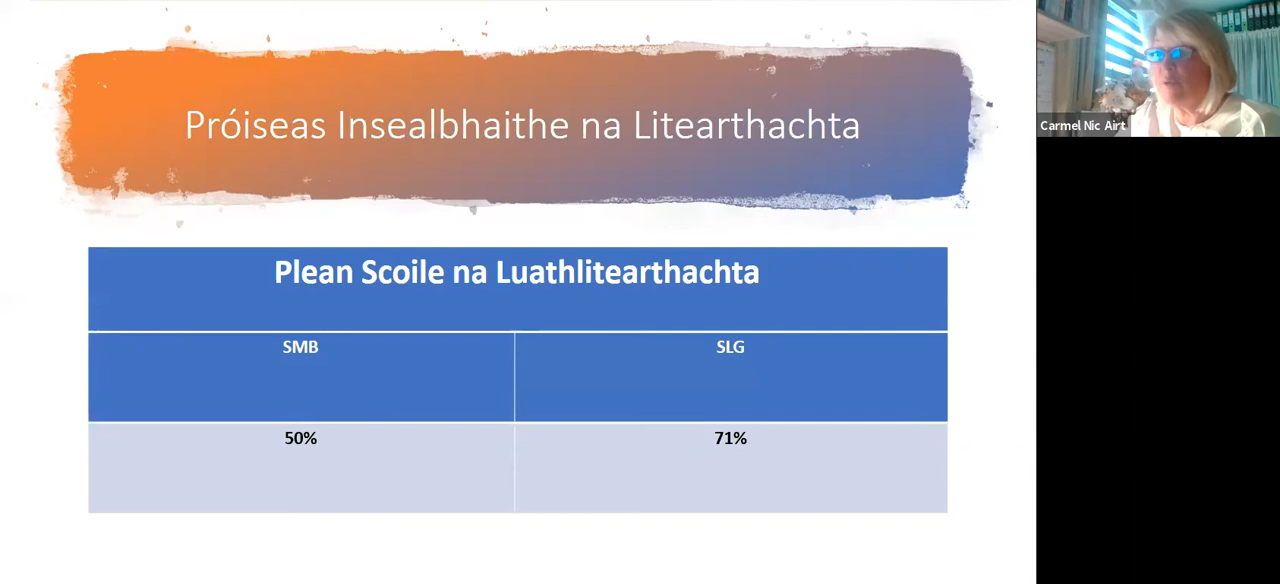 Próiseas Insealbhaithe na Litearthachta
Carmel Nic Airt
Plean Scoile na Luathlitearthachta
SMB SLG
50% 71%